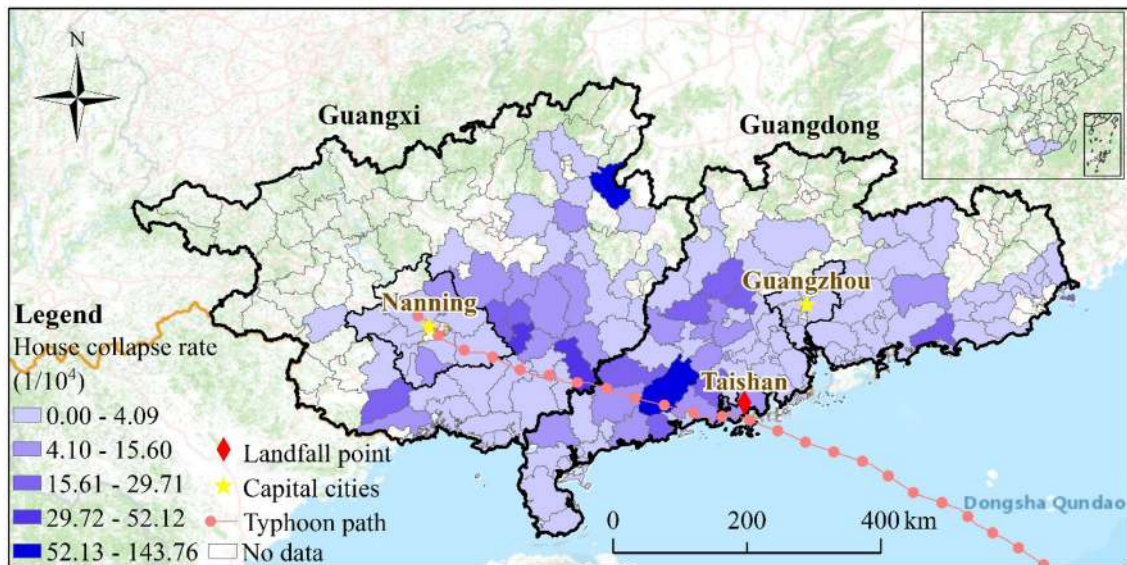 N
Guangxi
Guangdong
Nanning
Guangzhou
Taishan
Legend
House collapse rate
(1/10⁴)
0.00 - 4.09
4.10 - 15.60
15.61 - 29.71
29.72 - 52.12
52.13 - 143.76
Landfall point
Capital cities
Typhoon path
No data
0 200 400 km
Dongsha Qundao